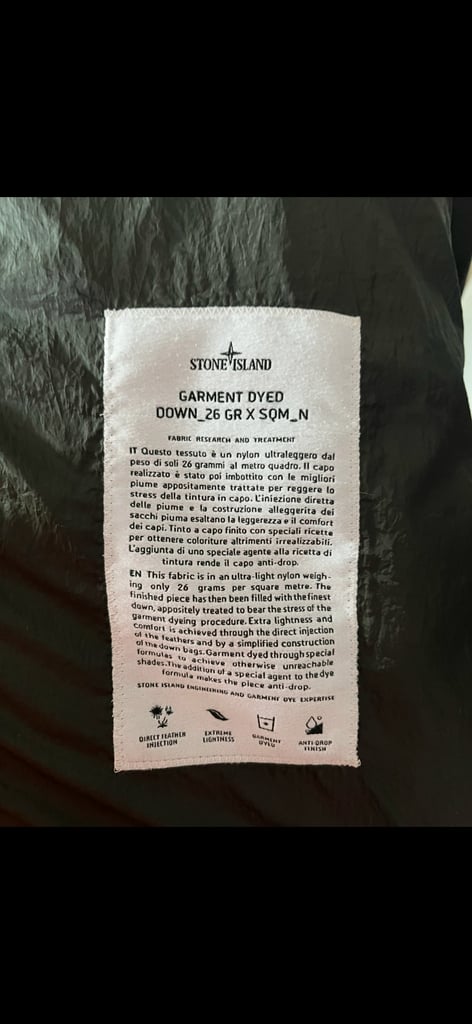 STONE ISLAND
GARMENT DYED
DOWN_26 GR X SQM_N
FABRIC RESEARCH AND TREATMENT
IT Questo tessuto è un nylon ultraleggero dal
peso di soli 26 grammi al metro quadro. Il capo
realizzato è stato poi imbottito con le migliori
piume appositamente trattate per reggere lo
stress della tintura in capo. L'iniezione diretta
delle piume e la costruzione alleggerita dei
sacchi piuma esaltano la leggerezza e il comfort
dei capi. Tinto a capo finito con speciali ricette
per ottenere coloriture altrimenti irrealizzabili.
L'aggiunta di uno speciale agente alla ricetta di
tintura rende il capo anti-drop.
EN This fabric is in an ultra-light nylon weigh-
ing only 26 grams per square metre. The
finished piece has then been filled with the finest
down, appositely treated to bear the stress of the
garment dyeing procedure. Extra lightness and
comfort is achieved through the direct injection
of the feathers and by a simplified construction
of the down bags. Garment dyed through special
formulas to achieve otherwise unreachable
shades. The addition of a special agent to the dye
formula makes the piece anti-drop.
STONE ISLAND ENGINEERING AND GARMENT DYE EXPERTISE
DIRECT FEATHER
INJECTION
EXTREME
LIGHTNESS
GARMENT
DYED
ANTI-DROP
FINISH